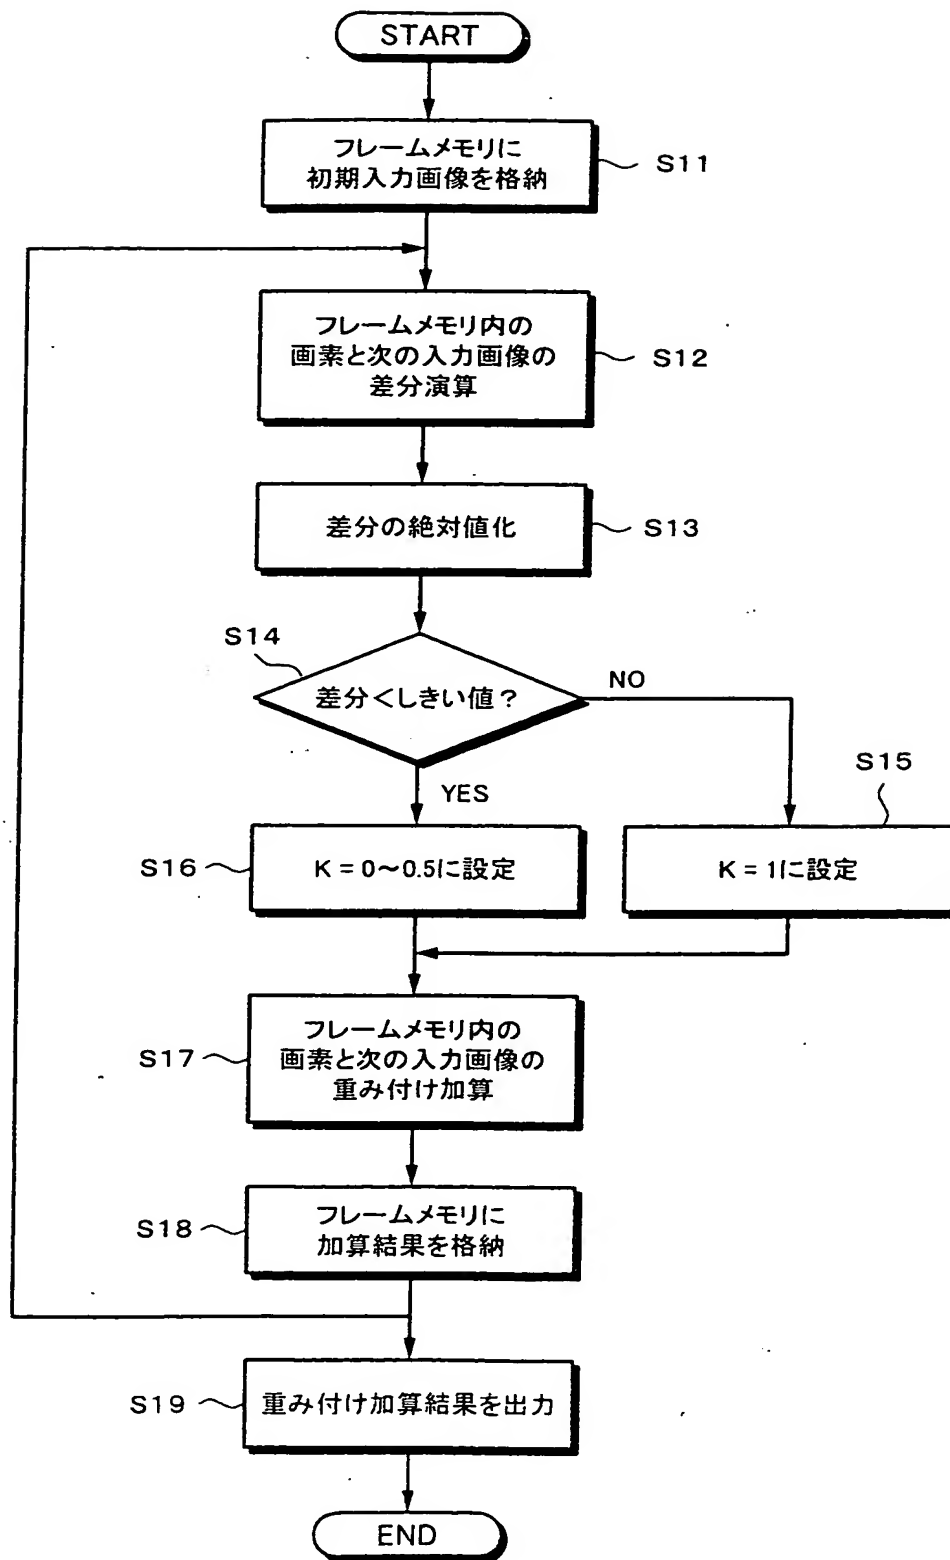 START
フレームメモリに
初期入力画像を格納
S11
フレームメモリ内の
画素と次の入力画像の
差分演算
S12
差分の絶対値化
S13
S14
差分<しきい値?
NO
YES
S15
S16
K = 0〜0.5に設定
K = 1に設定
S17
フレームメモリ内の
画素と次の入力画像の
重み付け加算
S18
フレームメモリに
加算結果を格納
S19
重み付け加算結果を出力
END